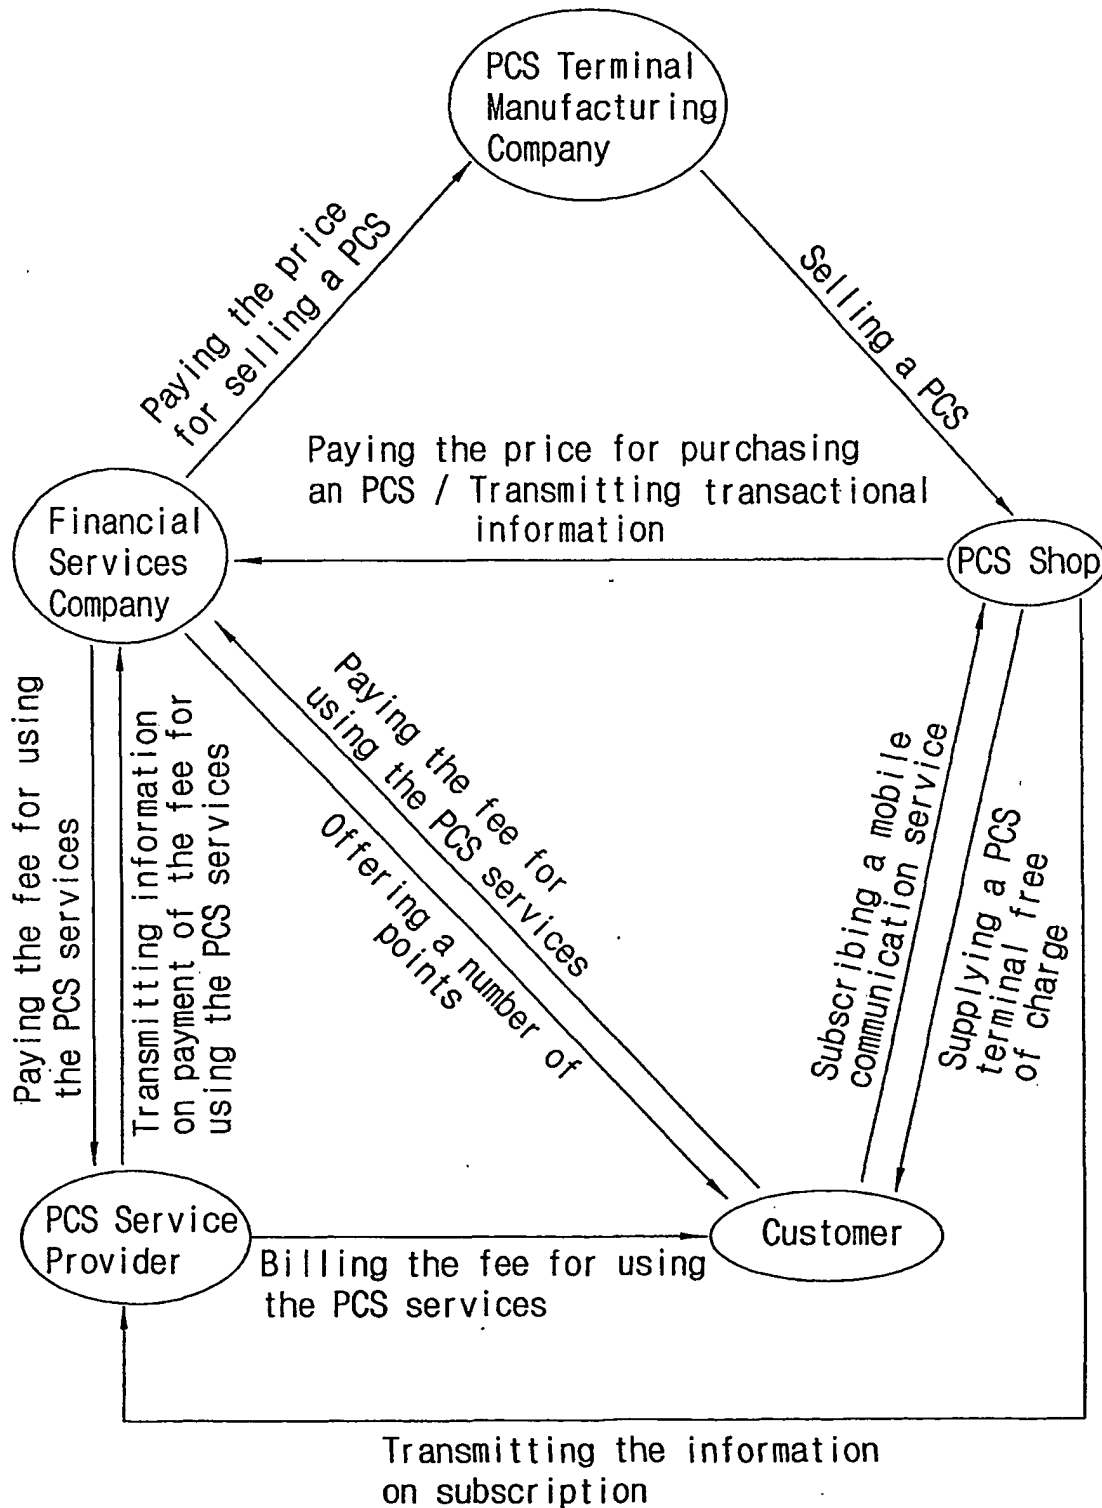 PCS Terminal
Manufacturing
Company
Paying the price
for selling a PCS
Selling a PCS
Paying the price for purchasing
an PCS / Transmitting transactional
information
Financial
Services
Company
PCS Shop
Paying the fee for using
the PCS services
Transmitting information
on payment of the fee for
using the PCS services
Paying the fee for
using the PCS services
Offering a number of
points
Subscribing a mobile
communication service
Supplying a PCS
terminal free
of charge
PCS Service
Provider
Customer
Billing the fee for using
the PCS services
Transmitting the information
on subscription